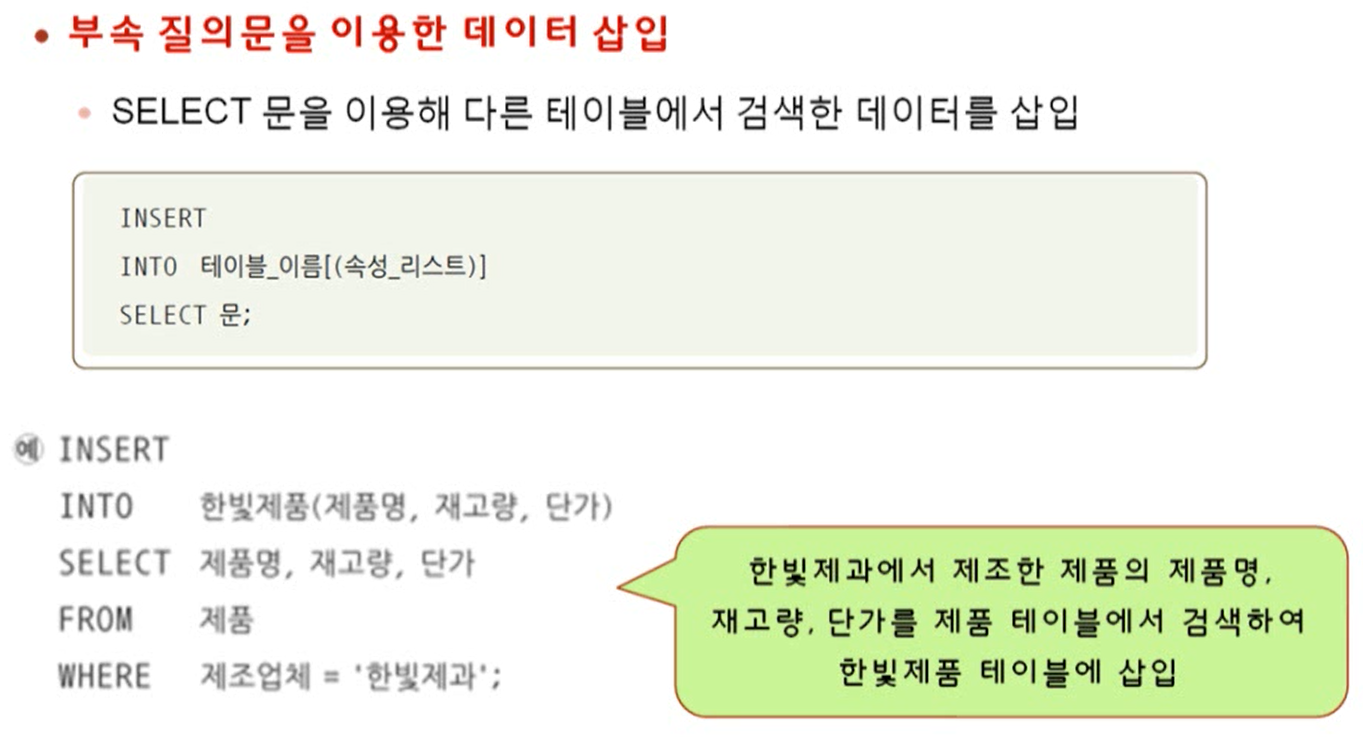 • 부속 질의문을 이용한 데이터 삽입
• SELECT 문을 이용해 다른 테이블에서 검색한 데이터를 삽입
INSERT
INTO 테이블_이름[(속성_리스트)]
SELECT 문;
예 INSERT
INTO 한빛제품(제품명, 재고량, 단가)
SELECT 제품명, 재고량, 단가
FROM 제품
WHERE 제조업체 = '한빛제과';
한빛제과에서 제조한 제품의 제품명,
재고량, 단가를 제품 테이블에서 검색하여
한빛제품 테이블에 삽입